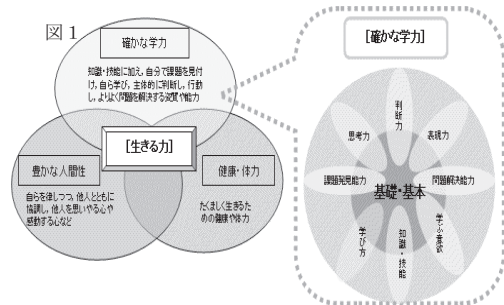 図１
確かな学力
知識・技能に加え，自分で課題を見付
け，自ら学び，主体的に判断し，行動
し，よりよく問題を解決する資質や能力
[生きる力]
豊かな人間性
自らを律しつつ，他人とともに
協調し，他人を思いやる心や
感動する心など
健康・体力
たくましく生きるた
めの健康や体力
[確かな学力]
判断力
思考力
表現力
課題発見能力
問題解決能力
基礎・基本
学び方
知識・技能
学ぶ意欲